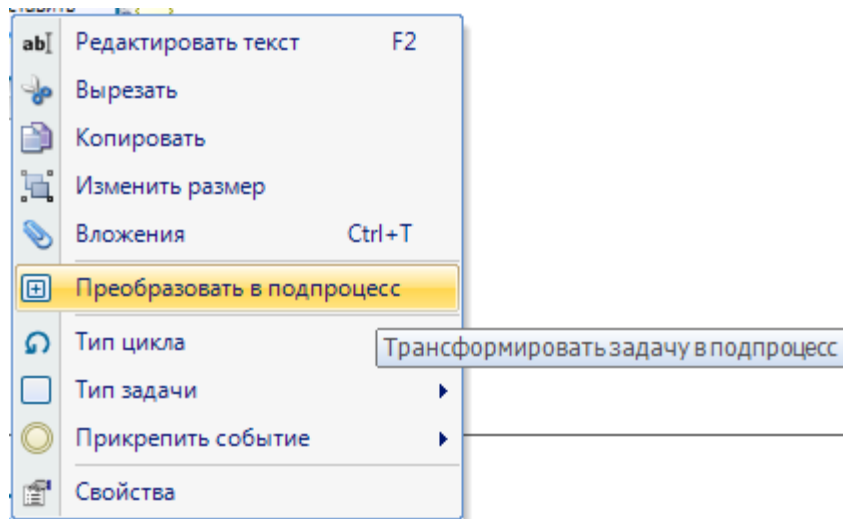 Редактировать текст F2
Вырезать
Копировать
Изменить размер
Вложения Ctrl+T
Преобразовать в подпроцесс
Тип цикла
Трансформировать задачу в подпроцесс
Тип задачи
Прикрепить событие
Свойства